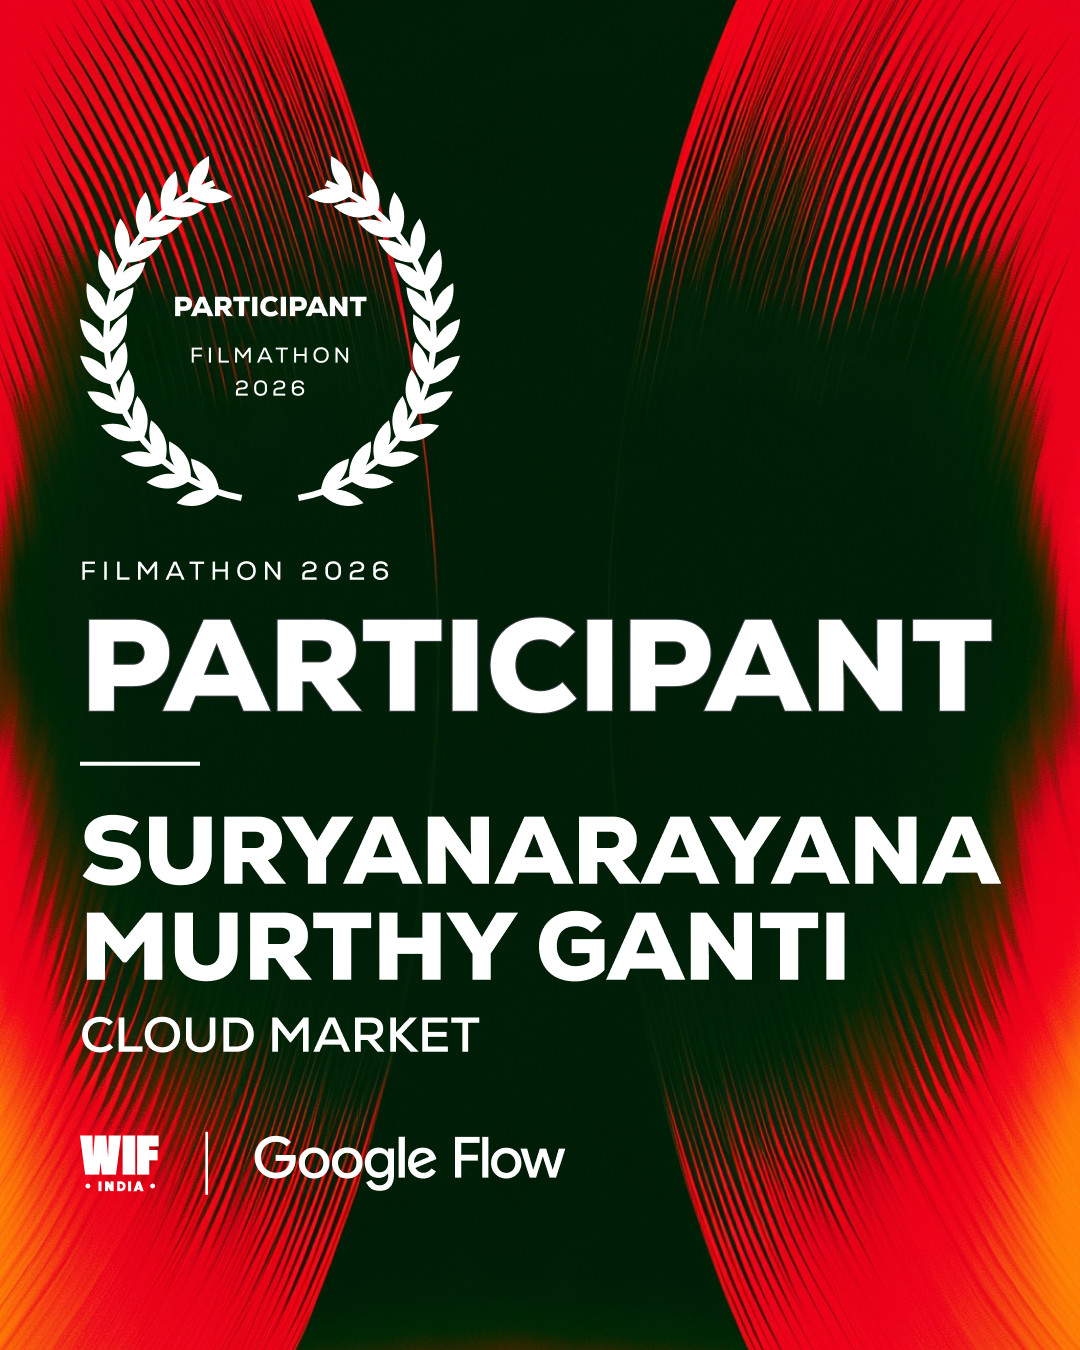 PARTICIPANT
FILMATHON
2026
FILMATHON 2026
PARTICIPANT
SURYANARAYANA
MURTHY GANTI
CLOUD MARKET
WIF
• INDIA •
Google Flow